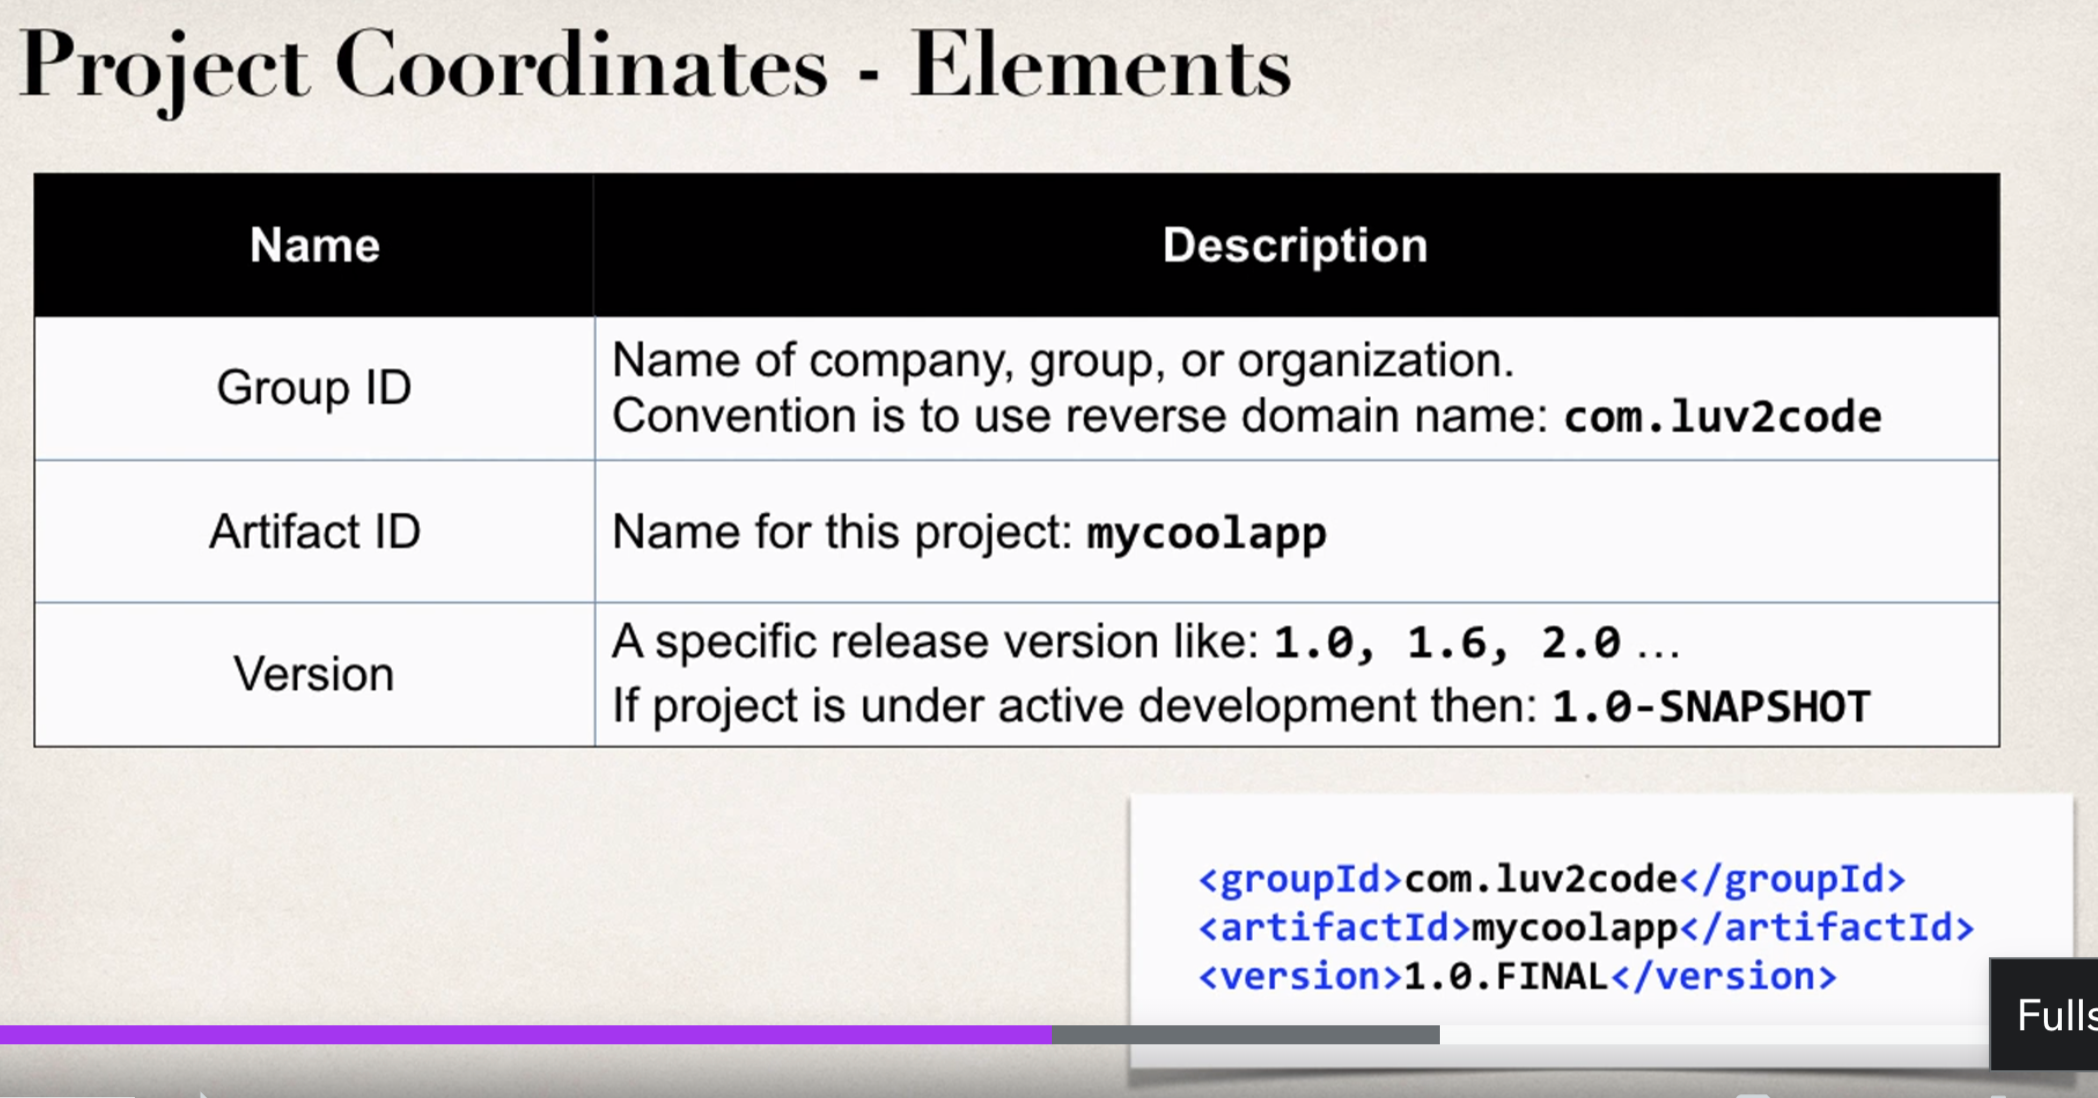 Project Coordinates - Elements
Name
Description
Group ID
Name of company, group, or organization.
Convention is to use reverse domain name: com.luv2code
Artifact ID
Name for this project: mycoolapp
Version
A specific release version like: 1.0, 1.6, 2.0 …
If project is under active development then: 1.0-SNAPSHOT
<groupId>com.luv2code</groupId>
<artifactId>mycoolapp</artifactId>
<version>1.0.FINAL</version>